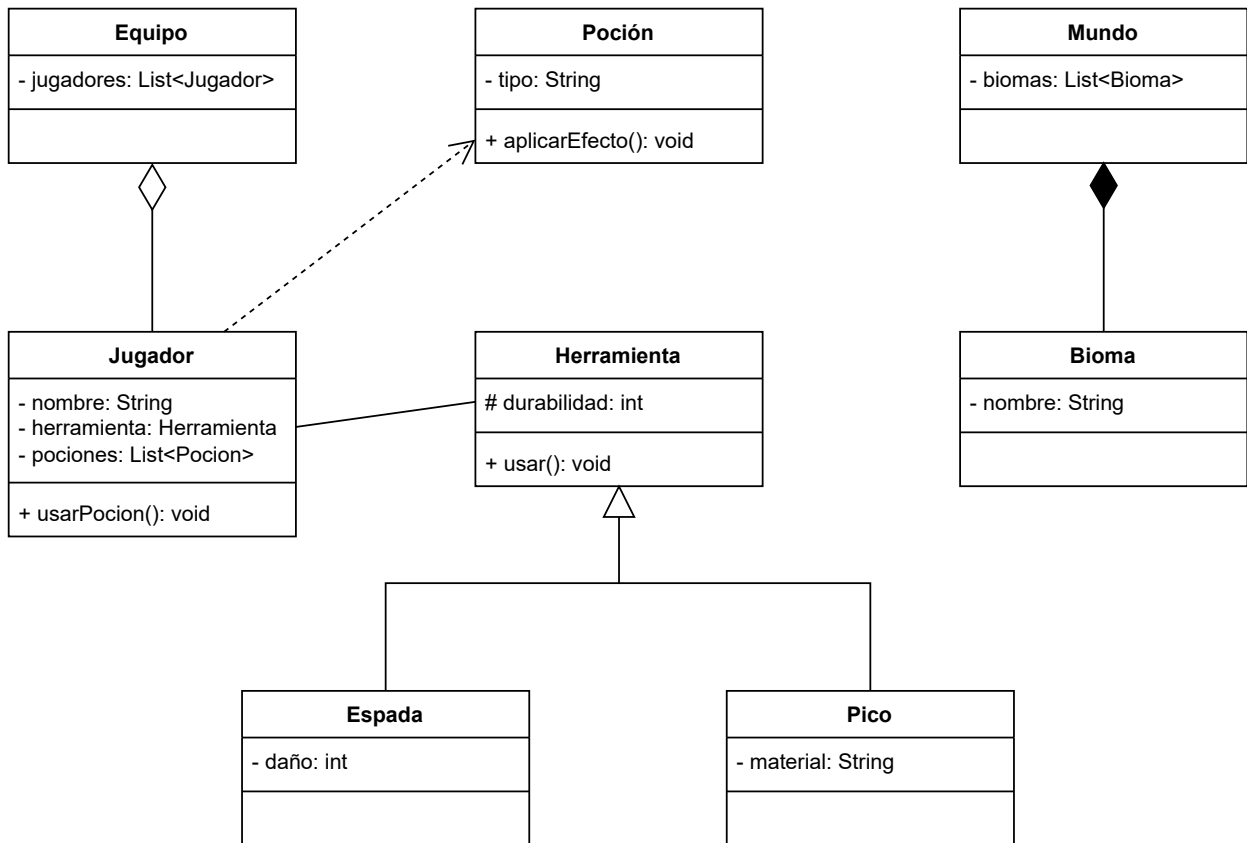 Equipo
- jugadores: List<Jugador>
Poción
- tipo: String
+ aplicarEfecto(): void
Mundo
- biomas: List<Bioma>
Jugador
- nombre: String
- herramienta: Herramienta
- pociones: List<Pocion>
+ usarPocion(): void
Herramienta
# durabilidad: int
+ usar(): void
Bioma
- nombre: String
Espada
- daño: int
Pico
- material: String